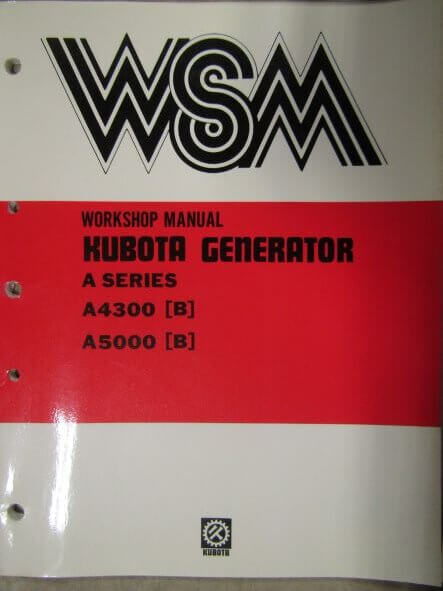 WSM
WORKSHOP MANUAL
KUBOTA GENERATOR
A SERIES
A4300 [B]
A5000 [B]
KUBOTA